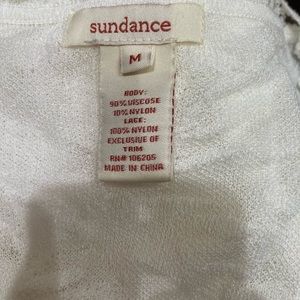 sundance
M
BODY:
90% VISCOSE
10% NYLON
LACE:
100% NYLON
EXCLUSIVE OF
TRIM
RN# 106205
MADE IN CHINA